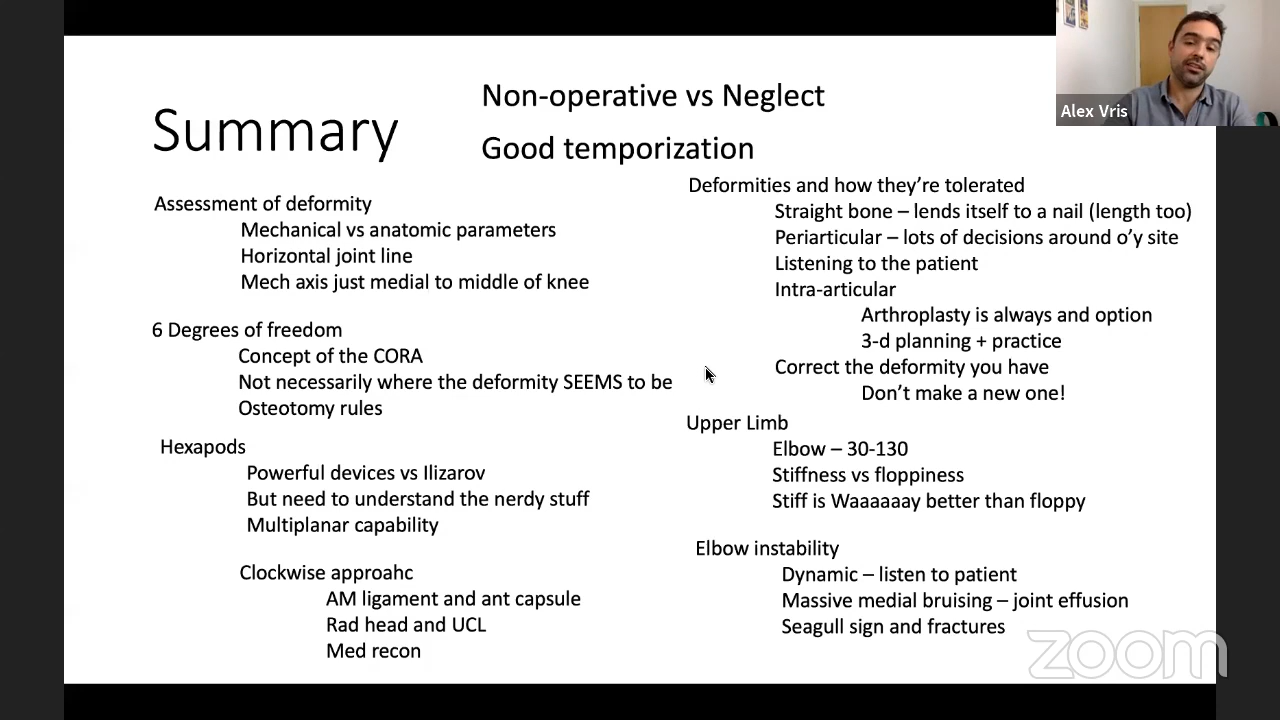 Summary
Non-operative vs Neglect
Good temporization
Assessment of deformity
Mechanical vs anatomic parameters
Horizontal joint line
Mech axis just medial to middle of knee
6 Degrees of freedom
Concept of the CORA
Not necessarily where the deformity SEEMS to be
Osteotomy rules
Hexapods
Powerful devices vs Ilizarov
But need to understand the nerdy stuff
Multiplanar capability
Clockwise approahc
AM ligament and ant capsule
Rad head and UCL
Med recon
Deformities and how they’re tolerated
Straight bone – lends itself to a nail (length too)
Periarticular – lots of decisions around o’y site
Listening to the patient
Intra-articular
Arthroplasty is always and option
3-d planning + practice
Correct the deformity you have
Don’t make a new one!
Upper Limb
Elbow – 30-130
Stiffness vs floppiness
Stiff is Waaaaaay better than floppy
Elbow instability
Dynamic – listen to patient
Massive medial bruising – joint effusion
Seagull sign and fractures
Alex Vris
zoom